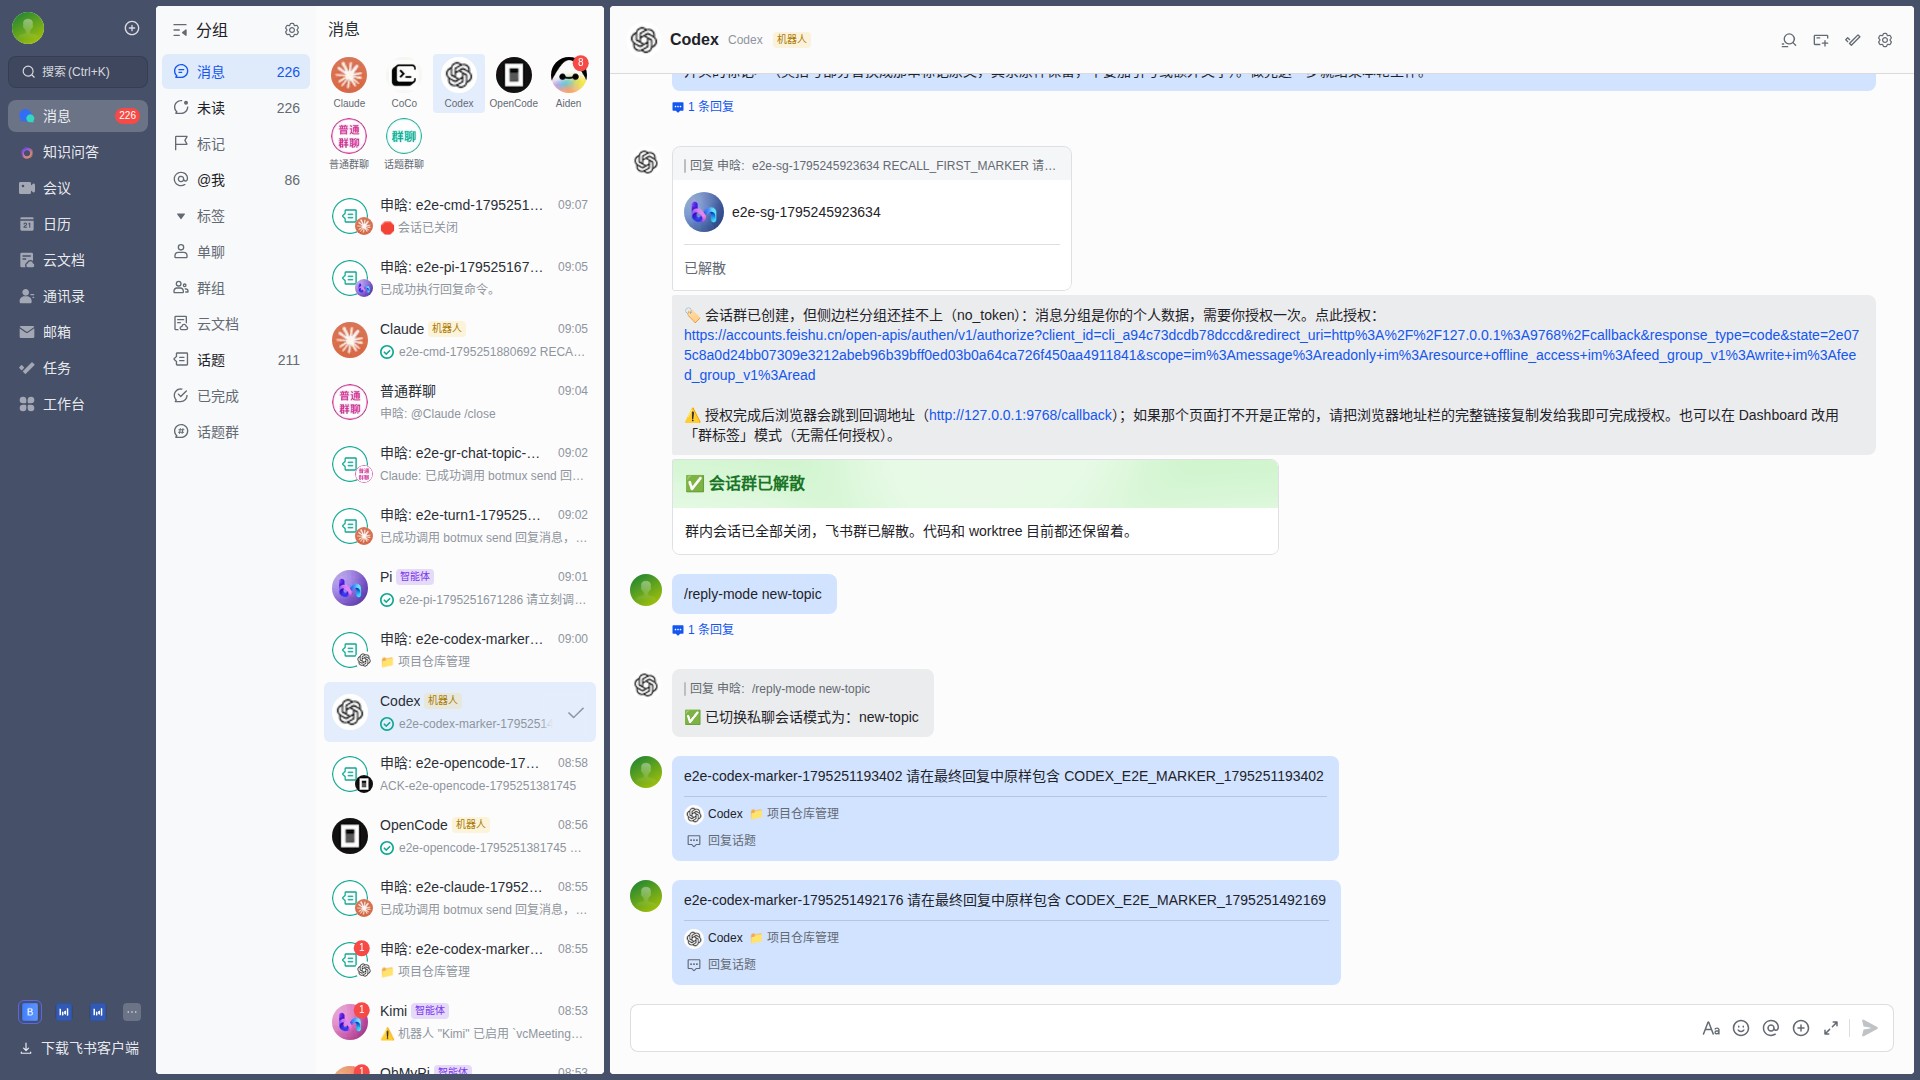 搜索 (Ctrl+K)
消息 226
知识问答
会议
日历
云文档
通讯录
邮箱
任务
工作台
下载飞书客户端
分组
消息 226
未读 226
标记
@我 86
标签
单聊
群组
云文档
话题 211
已完成
话题群
消息
Claude
CoCo
Codex
OpenCode
8
Aiden
普通群聊
普通群聊
群聊
话题群聊
申晗: e2e-cmd-1795251... 09:07
会话已关闭
申晗: e2e-pi-179525167... 09:05
已成功执行回复命令。
Claude 机器人 09:05
e2e-cmd-1795251880692 RECA...
普通群聊 09:04
申晗: @Claude /close
申晗: e2e-gr-chat-topic-... 09:02
Claude: 已成功调用 botmux send 回...
申晗: e2e-turn1-179525... 09:02
已成功调用 botmux send 回复消息，...
Pi 智能体 09:01
e2e-pi-1795251671286 请立刻调...
申晗: e2e-codex-marker... 09:00
📁 项目仓库管理
Codex 机器人
e2e-codex-marker-17952514
申晗: e2e-opencode-17... 08:58
ACK-e2e-opencode-1795251381745
OpenCode 机器人 08:56
e2e-opencode-1795251381745 ...
申晗: e2e-claude-17952... 08:55
已成功调用 botmux send 回复消息，...
1
申晗: e2e-codex-marker... 08:55
📁 项目仓库管理
1
Kimi 智能体 08:53
⚠️ 机器人 "Kimi" 已启用 `vcMeeting...
1
OhMyPi 智能体 08:53
Codex Codex 机器人
1 条回复
回复 申晗：e2e-sg-1795245923634 RECALL_FIRST_MARKER 请...
e2e-sg-1795245923634
已解散
🏷️ 会话群已创建，但侧边栏分组还挂不上（no_token）：消息分组是你的个人数据，需要你授权一次。点此授权：
https://accounts.feishu.cn/open-apis/authen/v1/authorize?client_id=cli_a94c73dcdb78dccd&redirect_uri=http%3A%2F%2F127.0.0.1%3A9768%2Fcallback&response_type=code&state=2e07
5c8a0d24bb07309e3212abeb96b39bff0ed03b0a64ca726f450aa4911841&scope=im%3Amessage%3Areadonly+im%3Aresource+offline_access+im%3Afeed_group_v1%3Awrite+im%3Afee
d_group_v1%3Aread
⚠️ 授权完成后浏览器会跳到回调地址（http://127.0.0.1:9768/callback）；如果那个页面打不开是正常的，请把浏览器地址栏的完整链接复制发给我即可完成授权。也可以在 Dashboard 改用
「群标签」模式（无需任何授权）。
✅ 会话群已解散
群内会话已全部关闭，飞书群已解散。代码和 worktree 目前都还保留着。
/reply-mode new-topic
1 条回复
回复 申晗：/reply-mode new-topic
✅ 已切换私聊会话模式为：new-topic
e2e-codex-marker-1795251193402 请在最终回复中原样包含 CODEX_E2E_MARKER_1795251193402
Codex 📁 项目仓库管理
回复话题
e2e-codex-marker-1795251492176 请在最终回复中原样包含 CODEX_E2E_MARKER_1795251492169
Codex 📁 项目仓库管理
回复话题